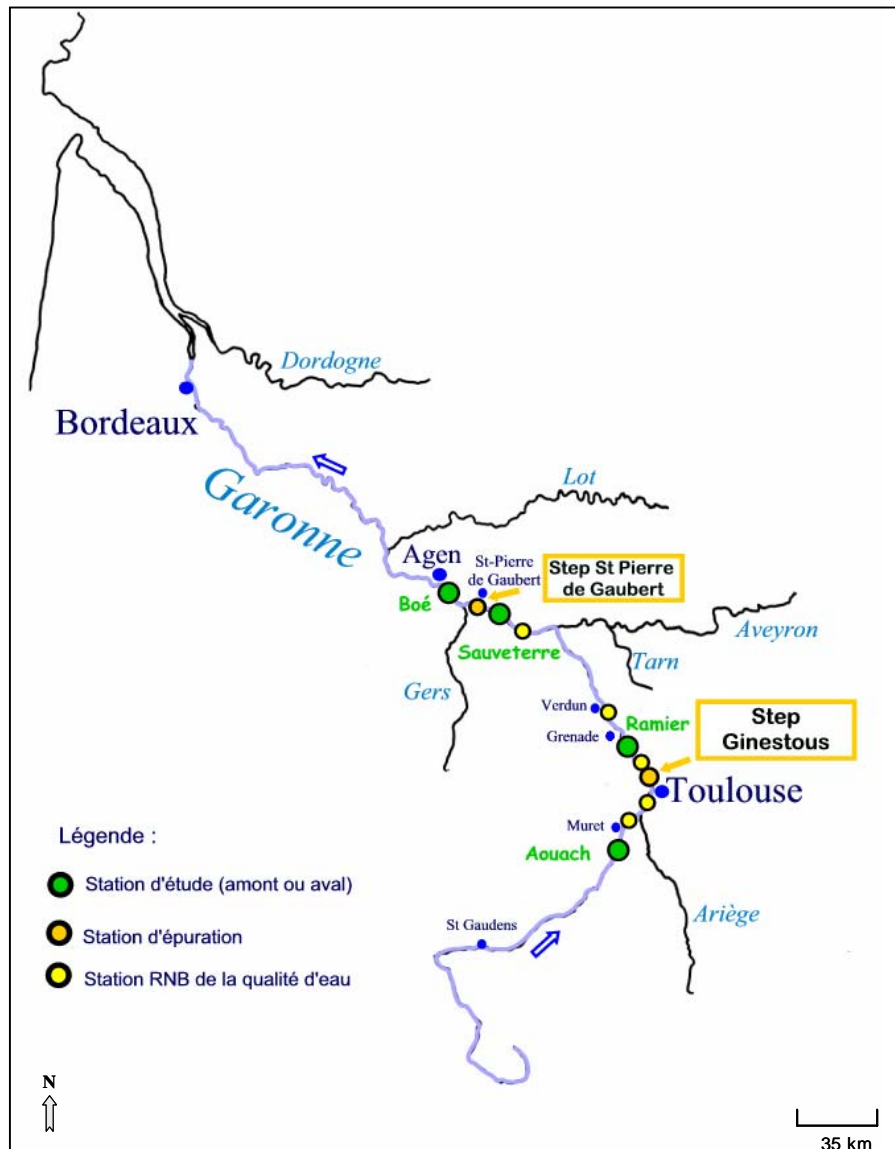 Dordogne
Bordeaux
Garonne
Lot
Agen
St-Pierre
de Gaubert
Step St Pierre
de Gaubert
Boé
Sauveterre
Aveyron
Tarn
Gers
Verdun
Ramier
Grenade
Step
Ginestous
Toulouse
Muret
Aouach
Ariège
St Gaudens
Légende :
Station d'étude (amont ou aval)
Station d'épuration
Station RNB de la qualité d'eau
N
35 km